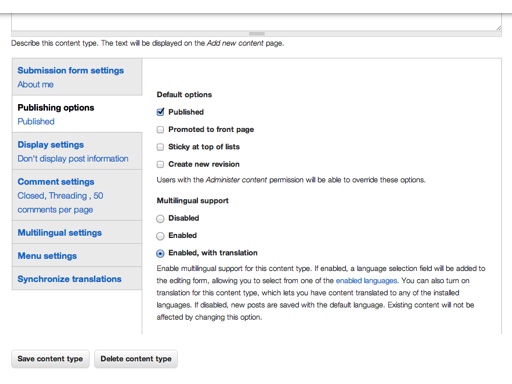 Describe this content type. The text will be displayed on the Add new content page.
Submission form settings
About me
Publishing options
Published
Display settings
Don't display post information
Comment settings
Closed, Threading , 50
comments per page
Multilingual settings
Menu settings
Synchronize translations
Default options
Published
Promoted to front page
Sticky at top of lists
Create new revision
Users with the Administer content permission will be able to override these options.
Multilingual support
Disabled
Enabled
Enabled, with translation
Enable multilingual support for this content type. If enabled, a language selection field will be added to
the editing form, allowing you to select from one of the enabled languages. You can also turn on
translation for this content type, which lets you have content translated to any of the installed
languages. If disabled, new posts are saved with the default language. Existing content will not be
affected by changing this option.
Save content type
Delete content type